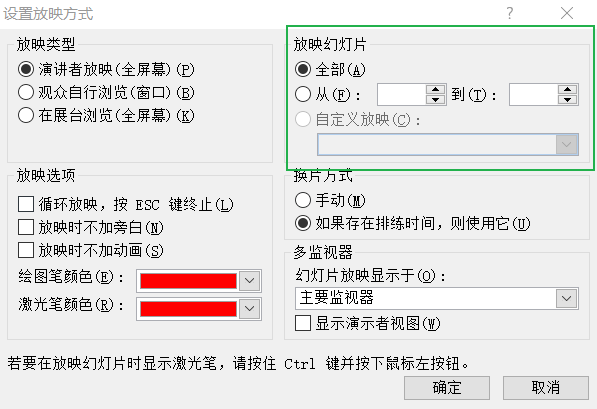 设置放映方式
放映类型
演讲者放映(全屏幕)(P)
观众自行浏览(窗口)(B)
在展台浏览(全屏幕)(K)
放映幻灯片
全部(A)
从(F)： 到(T)：
自定义放映(C)：
放映选项
循环放映，按 ESC 键终止(L)
放映时不加旁白(N)
放映时不加动画(S)
绘图笔颜色(E)：
激光笔颜色(R)：
换片方式
手动(M)
如果存在排练时间，则使用它(U)
多监视器
幻灯片放映显示于(O)：
主要监视器
显示演示者视图(W)
若要在放映幻灯片时显示激光笔，请按住 Ctrl 键并按下鼠标左按钮。
确定 取消